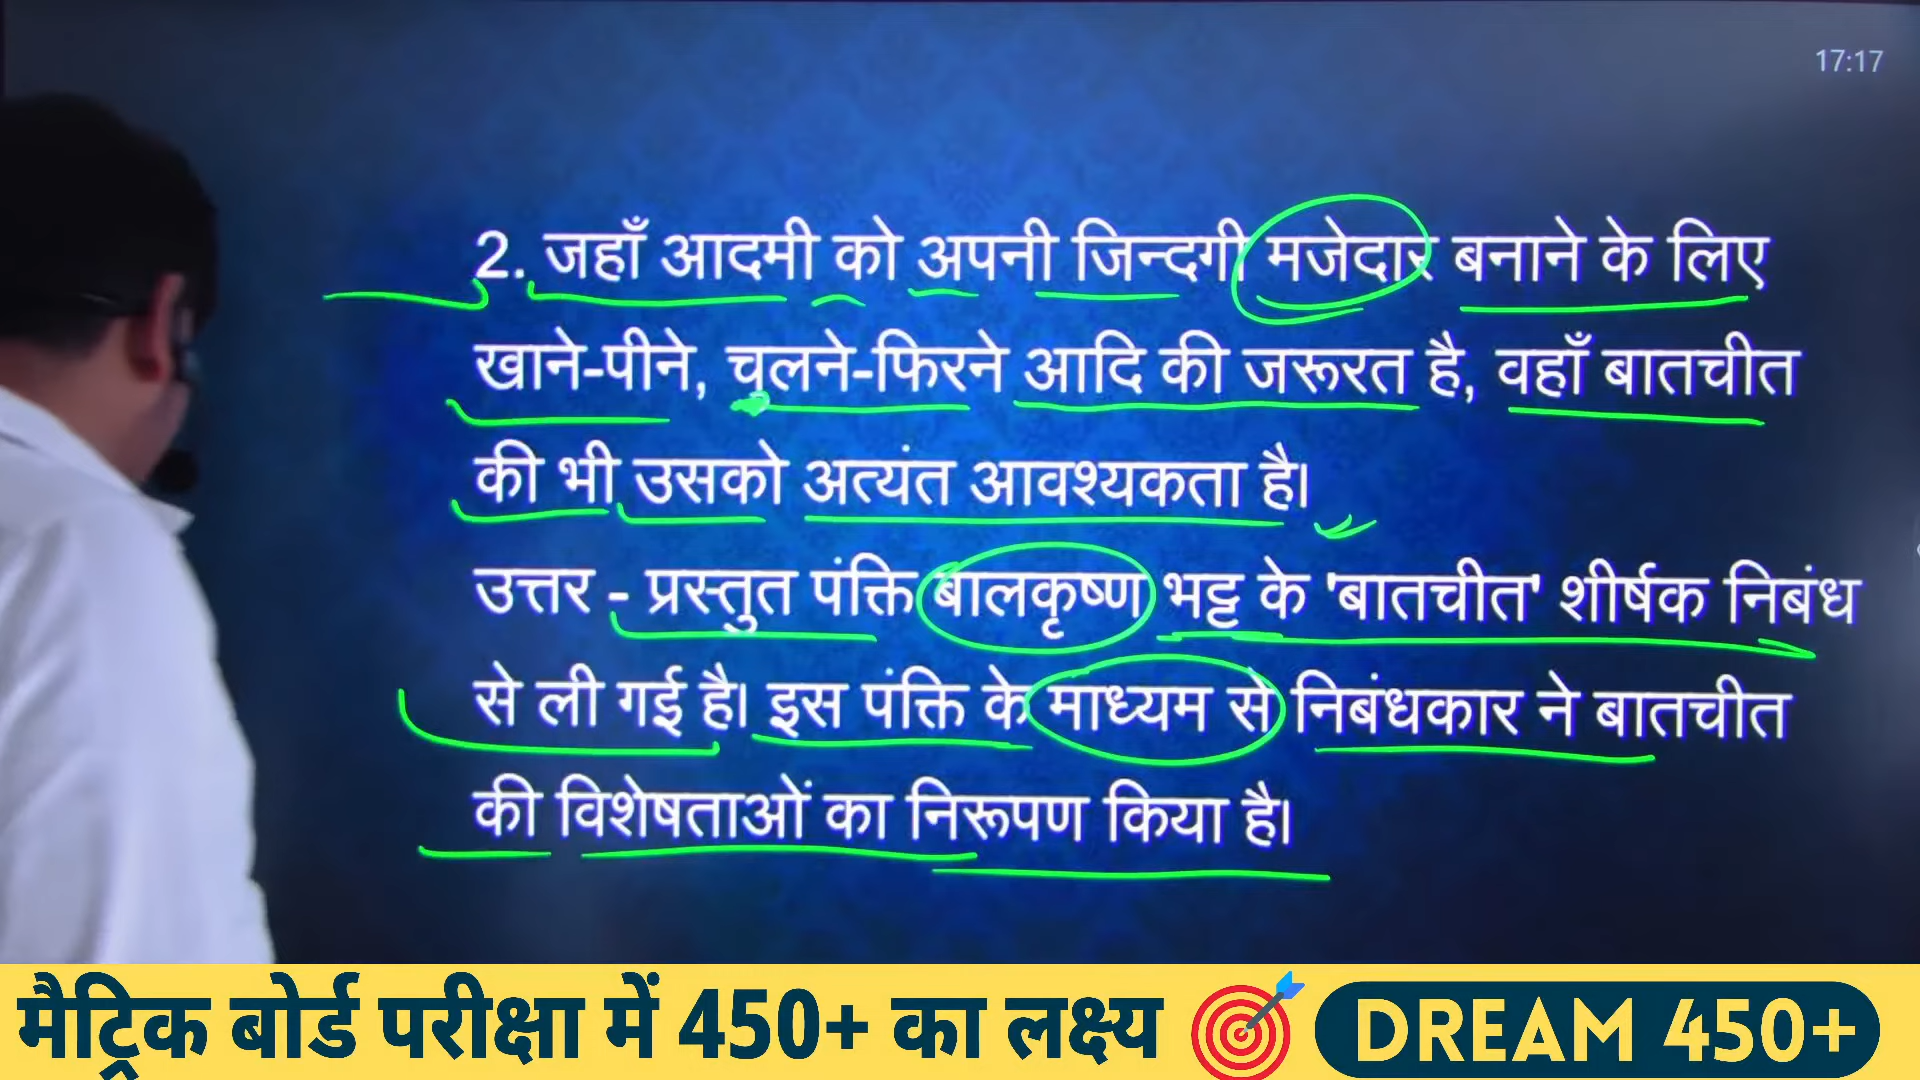 17:17
2. जहाँ आदमी को अपनी जिन्दगी मजेदार बनाने के लिए
खाने-पीने, चलने-फिरने आदि की जरूरत है, वहाँ बातचीत
की भी उसको अत्यंत आवश्यकता है।
उत्तर - प्रस्तुत पंक्ति बालकृष्ण भट्ट के 'बातचीत' शीर्षक निबंध
से ली गई है। इस पंक्ति के माध्यम से निबंधकार ने बातचीत
की विशेषताओं का निरूपण किया है।
मैट्रिक बोर्ड परीक्षा में 450+ का लक्ष्य DREAM 450+